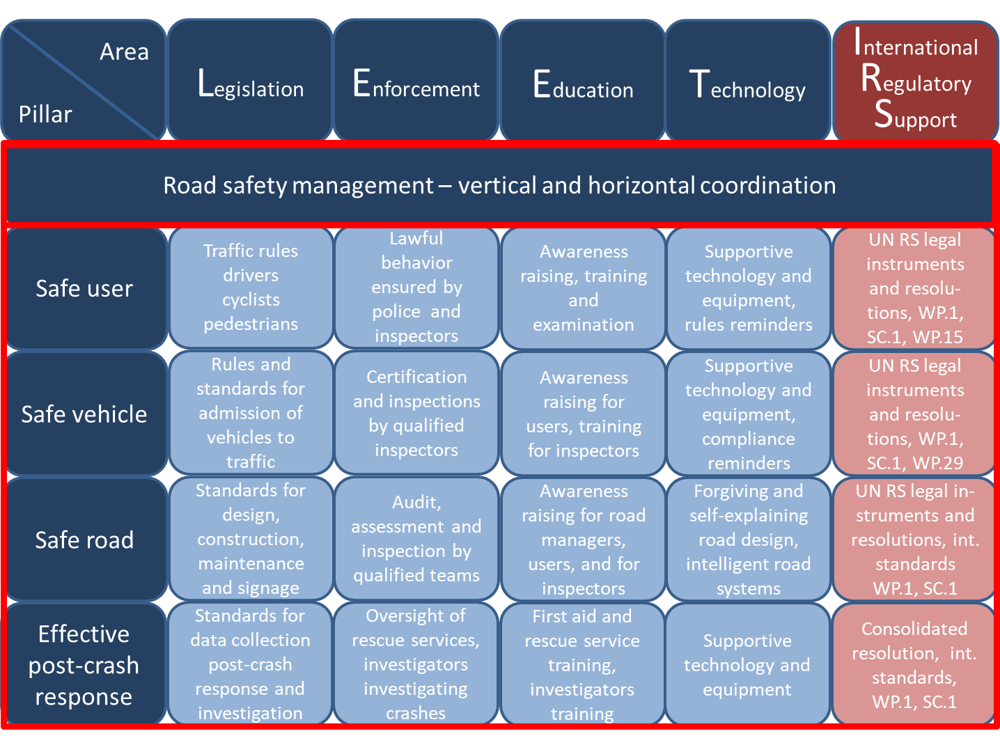 Area
Pillar
Legislation
Enforcement
Education
Technology
International
Regulatory
Support
Road safety management – vertical and horizontal coordination
Safe user
Traffic rules
drivers
cyclists
pedestrians
Lawful
behavior
ensured by
police and
inspectors
Awareness
raising, training
and
examination
Supportive
technology and
equipment,
rules reminders
UN RS legal
instruments
and resolu-
tions, WP.1,
SC.1, WP.15
Safe vehicle
Rules and
standards for
admission of
vehicles to
traffic
Certification
and inspections
by qualified
inspectors
Awareness
raising for
users, training
for inspectors
Supportive
technology and
equipment,
compliance
reminders
UN RS legal
instruments
and resolu-
tions, WP.1,
SC.1, WP.29
Safe road
Standards for
design,
construction,
maintenance
and signage
Audit,
assessment and
inspection by
qualified teams
Awareness
raising for road
managers,
users, and for
inspectors
Forgiving and
self-explaining
road design,
intelligent road
systems
UN RS legal in-
struments and
resolutions, int.
standards
WP.1, SC.1
Effective
post-crash
response
Standards for
data collection
post-crash
response and
investigation
Oversight of
rescue services,
investigators
investigating
crashes
First aid and
rescue service
training,
investigators
training
Supportive
technology and
equipment
Consolidated
resolution, int.
standards,
WP.1, SC.1